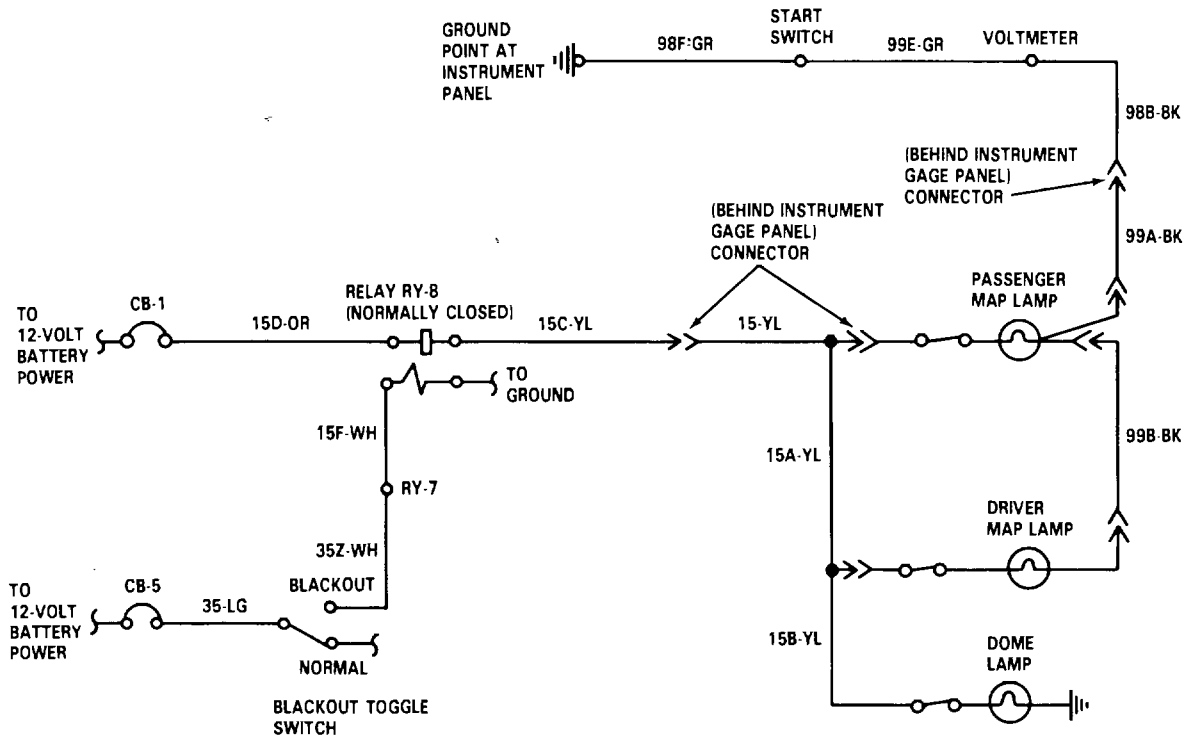 GROUND
POINT AT
INSTRUMENT
PANEL
98F-GR
START
SWITCH
99E-GR
VOLTMETER
98B-BK
(BEHIND INSTRUMENT
GAGE PANEL)
CONNECTOR
99A-BK
(BEHIND INSTRUMENT
GAGE PANEL)
CONNECTOR
PASSENGER
MAP LAMP
TO
12-VOLT
BATTERY
POWER
CB-1
15D-OR
RELAY RY-8
(NORMALLY CLOSED)
15C-YL
15-YL
TO
GROUND
15F-WH
RY-7
35Z-WH
15A-YL
99B-BK
DRIVER
MAP LAMP
TO
12-VOLT
BATTERY
POWER
CB-5
35-LG
BLACKOUT
NORMAL
BLACKOUT TOGGLE
SWITCH
15B-YL
DOME
LAMP